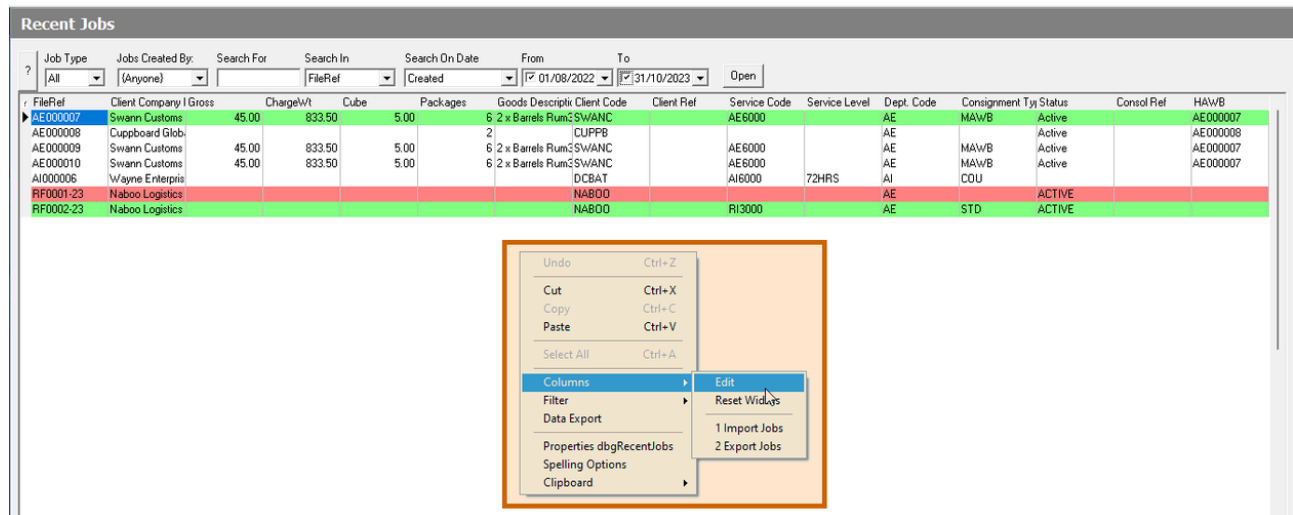 Recent Jobs
Job Type Jobs Created By: Search For Search In Search On Date From To
? All {Anyone} FileRef Created 01/08/2022 31/10/2023 Open
FileRef Client Company I Gross ChargeWt Cube Packages Goods Descriptic Client Code Client Ref Service Code Service Level Dept. Code Consignment Ty Status Consol Ref HAWB
AE000007 Swann Customs 45.00 833.50 5.00 6 2 x Barrels Rum SWANC AE6000 AE MAWB Active AE000007
AE000008 Cuppboard Glob 2 CUPPB AE Active AE000008
AE000009 Swann Customs 45.00 833.50 5.00 6 2 x Barrels Rum SWANC AE6000 AE MAWB Active AE000007
AE000010 Swann Customs 45.00 833.50 5.00 6 2 x Barrels Rum SWANC AE6000 AE MAWB Active AE000007
AI000006 Wayne Enterpris DCBAT AI6000 72HRS AI COU
RF0001-23 Naboo Logistics NABOO AE ACTIVE
RF0002-23 Naboo Logistics NABOO RI3000 AE STD ACTIVE
Undo Ctrl+Z
Cut Ctrl+X
Copy Ctrl+C
Paste Ctrl+V
Select All Ctrl+A
Columns Edit
Filter Reset Widths
Data Export
1 Import Jobs
Properties dbgRecentJobs 2 Export Jobs
Spelling Options
Clipboard